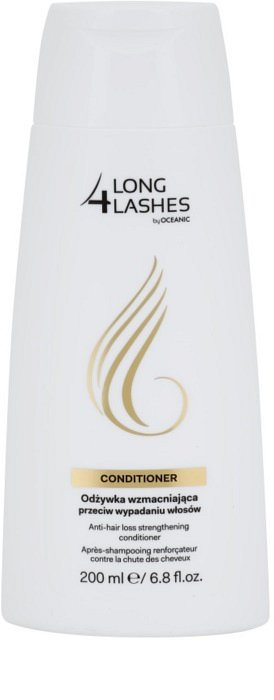 4 LONG
LASHES
by OCEANIC
CONDITIONER
Odżywka wzmacniająca
przeciw wypadaniu włosów
Anti-hair loss strengthening
conditioner
Après-shampooing renforçateur
contre la chute des cheveux
200 ml ℮/ 6.8 fl.oz.